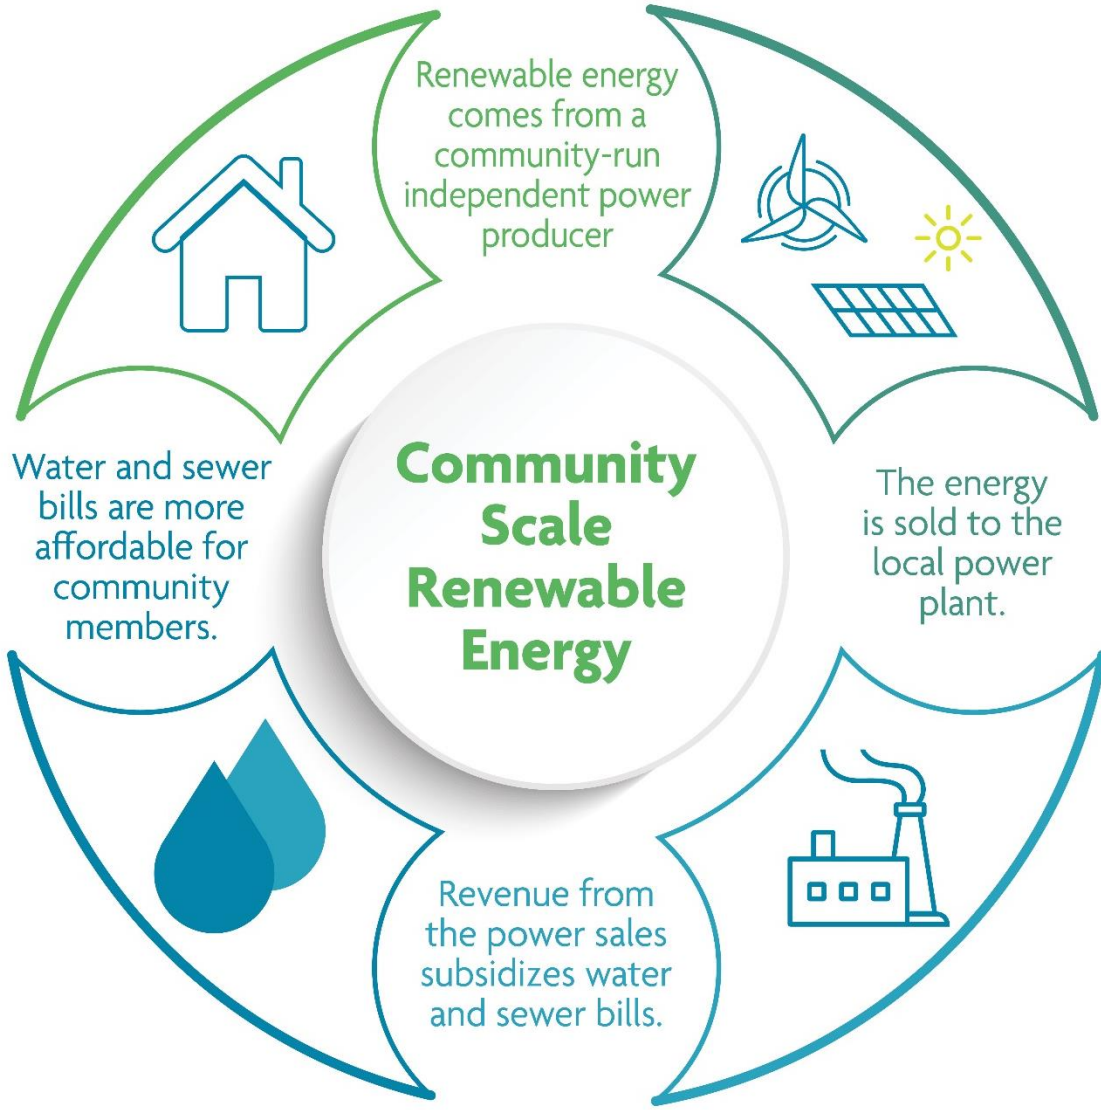 Renewable energy
comes from a
community-run
independent power
producer
Community
Scale
Renewable
Energy
The energy
is sold to the
local power
plant.
Revenue from
the power sales
subsidizes water
and sewer bills.
Water and sewer
bills are more
affordable for
community
members.